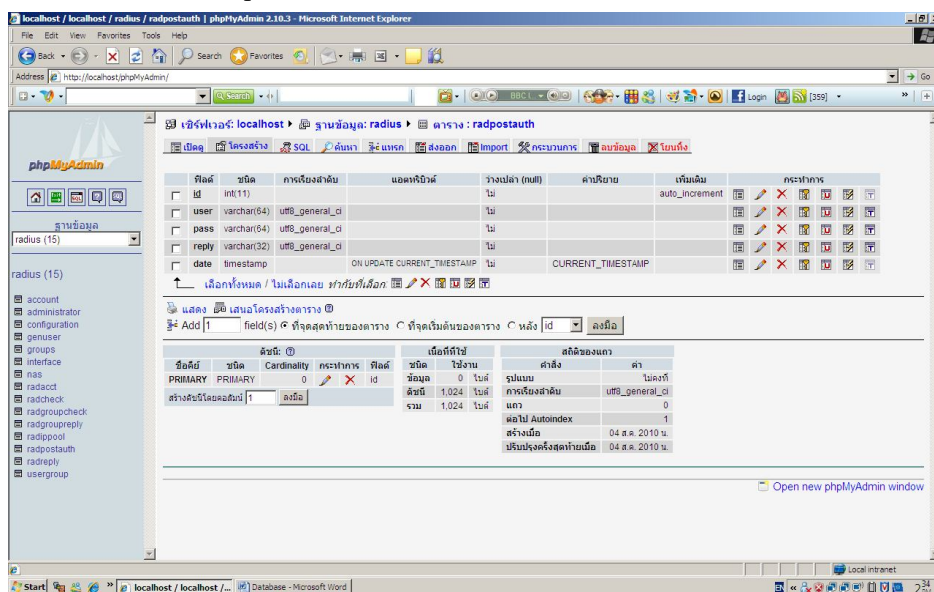 localhost / localhost / radius / radpostauth | phpMyAdmin 2.10.3 - Microsoft Internet Explorer
File Edit View Favorites Tools Help
Back Search Favorites
Address http://localhost/phpMyAdmin/ Go
Search BBC1 Login [359]
phpMyAdmin
ฐานข้อมูล
radius (15)
radius (15)
account
administrator
configuration
genuser
groups
interface
nas
radacct
radcheck
radgroupcheck
radgroupreply
radippool
radpostauth
radreply
usergroup
เซิร์ฟเวอร์: localhost ฐานข้อมูล: radius ตาราง : radpostauth
เปิดดู โครงสร้าง SQL ค้นหา แทรก ส่งออก Import กระบวนการ ลบข้อมูล โยนทิ้ง
ฟิลด์ ชนิด การเรียงลำดับ แอตทริบิวต์ ว่างเปล่า (null) ค่าปริยาย เพิ่มเติม กระทำการ
id int(11) ไม่ auto_increment
user varchar(64) utf8_general_ci ไม่
pass varchar(64) utf8_general_ci ไม่
reply varchar(32) utf8_general_ci ไม่
date timestamp ON UPDATE CURRENT_TIMESTAMP ไม่ CURRENT_TIMESTAMP
เลือกทั้งหมด / ไม่เลือกเลย ทำกับที่เลือก:
แสดง เสนอโครงสร้างตาราง
Add 1 field(s) ที่จุดสุดท้ายของตาราง ที่จุดเริ่มต้นของตาราง หลัง id ลงมือ
ดัชนี:
ชื่อคีย์ ชนิด Cardinality กระทำการ ฟิลด์
PRIMARY PRIMARY 0 id
สร้างดัชนีโดยคอลัมน์ 1 ลงมือ
เนื้อที่ที่ใช้
ชนิด ใช้งาน
ข้อมูล 0 ไบต์
ดัชนี 1,024 ไบต์
รวม 1,024 ไบต์
สถิติของแถว
คำสั่ง ค่า
รูปแบบ ไม่คงที่
การเรียงลำดับ utf8_general_ci
แถว 0
ต่อไป Autoindex 1
สร้างเมื่อ 04 ส.ค. 2010 น.
ปรับปรุงครั้งสุดท้ายเมื่อ 04 ส.ค. 2010 น.
Open new phpMyAdmin window
Local intranet
Start localhost / localhost /... Database - Microsoft Word